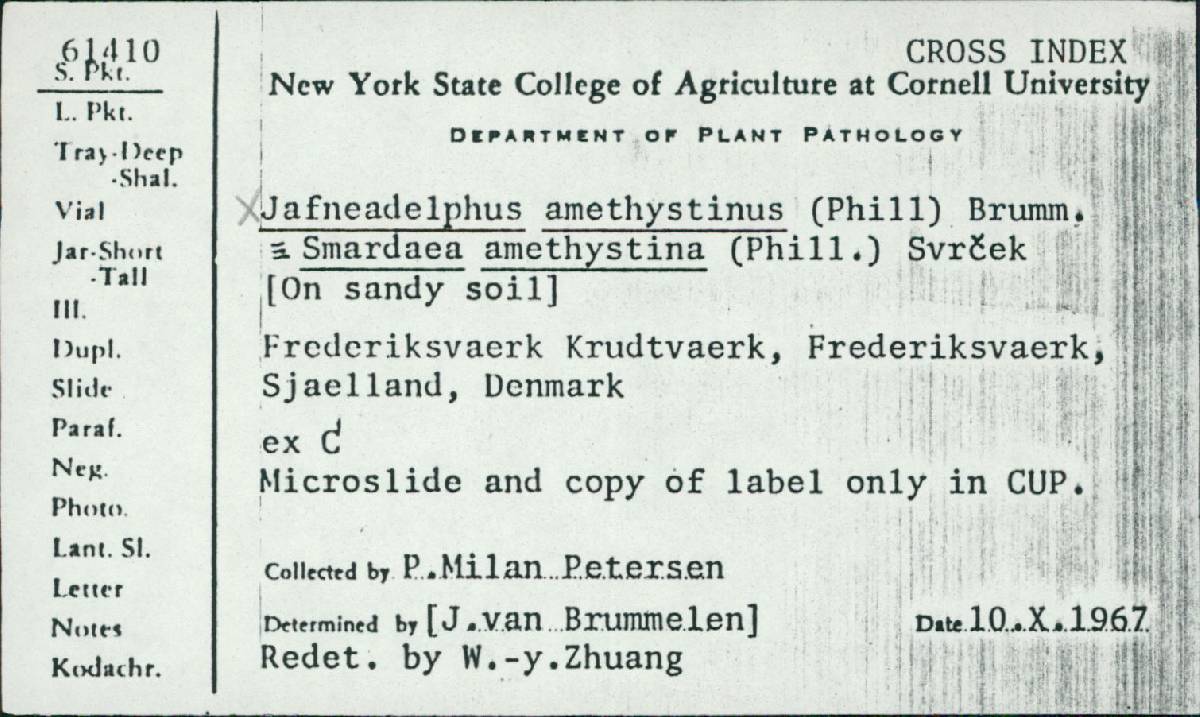 61410
S. Pkt.
L. Pkt.
Tray-Deep
-Shal.
Vial
Jar-Short
-Tall
Ill.
Dupl.
Slide
Paraf.
Neg.
Photo.
Lant. Sl.
Letter
Notes
Kodachr.
CROSS INDEX
New York State College of Agriculture at Cornell University
DEPARTMENT OF PLANT PATHOLOGY
X Jafneadelphus amethystinus (Phill) Brumm.
≡ Smardaea amethystina (Phill.) Svrček
[On sandy soil]
Frederiksvaerk Krudtvaerk, Frederiksvaerk,
Sjaelland, Denmark
ex C
Microslide and copy of label only in CUP.
Collected by P.Milan Petersen
Determined by [J.van Brummelen] Date 10.X.1967
Redet. by W.-y.Zhuang